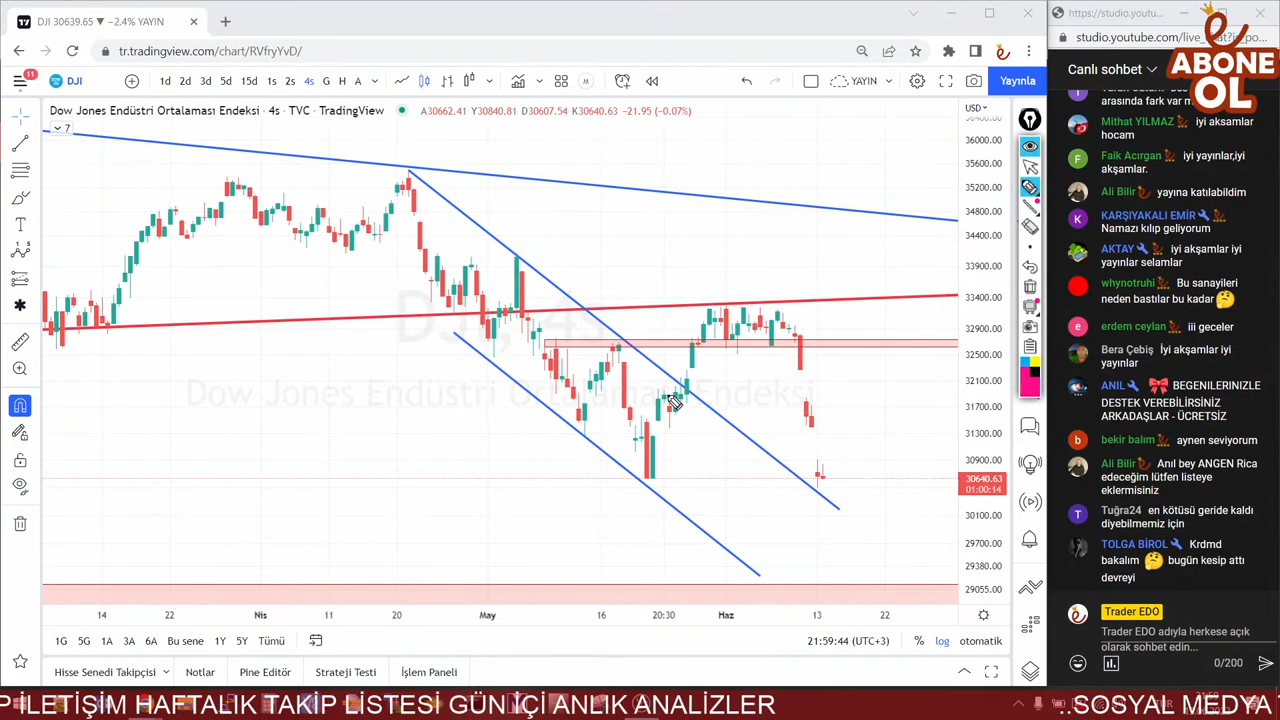 DJI 30639.65 ▼ −2.4% YAYIN
https://studio.youtu...
tr.tradingview.com/chart/RVfryYvD/
studio.youtube.com/live_chat?is_po...
11
DJI
1d 2d 3d 5d 15d 1s 2s 4s G H A
YAYIN
Yayınla
Canlı sohbet
ABONE
OL
Dow Jones Endüstri Ortalaması Endeksi · 4s · TVC · TradingView
A30662.41 Y30840.81 K30640.63 −21.95 (−0.07%)
7
USD
36000.00
35600.00
35200.00
34800.00
34400.00
33900.00
33400.00
32900.00
32500.00
32100.00
31700.00
31300.00
30900.00
30640.63
01:00:14
30100.00
29700.00
29380.00
29055.00
DJI, 4s
Dow Jones Endüstri Ortalaması Endeksi
14 22 Nis 11 20 May 16 20:30 Haz 13 22
1G 5G 1A 3A 6A Bu sene 1Y 5Y Tümü
21:59:44 (UTC+3)
% log otomatik
Hisse Senedi Takipçisi Notlar Pine Editör Strateji Testi İşlem Paneli
arasında fark var m
Mithat YILMAZ iyi akşamlar
hocam
Faik Acırgan iyi yayınlar,iyi
akşamlar.
Ali Bilir yayına katılabildim
KARŞIYAKALI EMİR
Namazı kılıp geliyorum
AKTAY iyi akşamlar iyi
yayınlar selamlar
whynotruhi Bu sanayileri
neden bastılar bu kadar
erdem ceylan iii geceler
Bera Çebiş İyi akşamlar iyi
yayınlar
ANIL BEGENILERINIZLE
DESTEK VEREBİLİRSİNİZ
ARKADAŞLAR - ÜCRETSİZ
bekir balım aynen seviyorum
Ali Bilir Anıl bey ANGEN Rica
edeceğim lütfen listeye
eklermisiniz
Tuğra24 en kötüsü geride kaldı
diyebilmemiz için
TOLGA BİROL Krdmd
bakalım bugün kesip attı
devreyi
Trader EDO
Trader EDO adıyla herkese açık
olarak sohbet edin...
0/200
P İLETİŞİM HAFTALIK TAKİP LİSTESİ GÜN İÇİ ANLIK ANALİZLER
..SOSYAL MEDYA